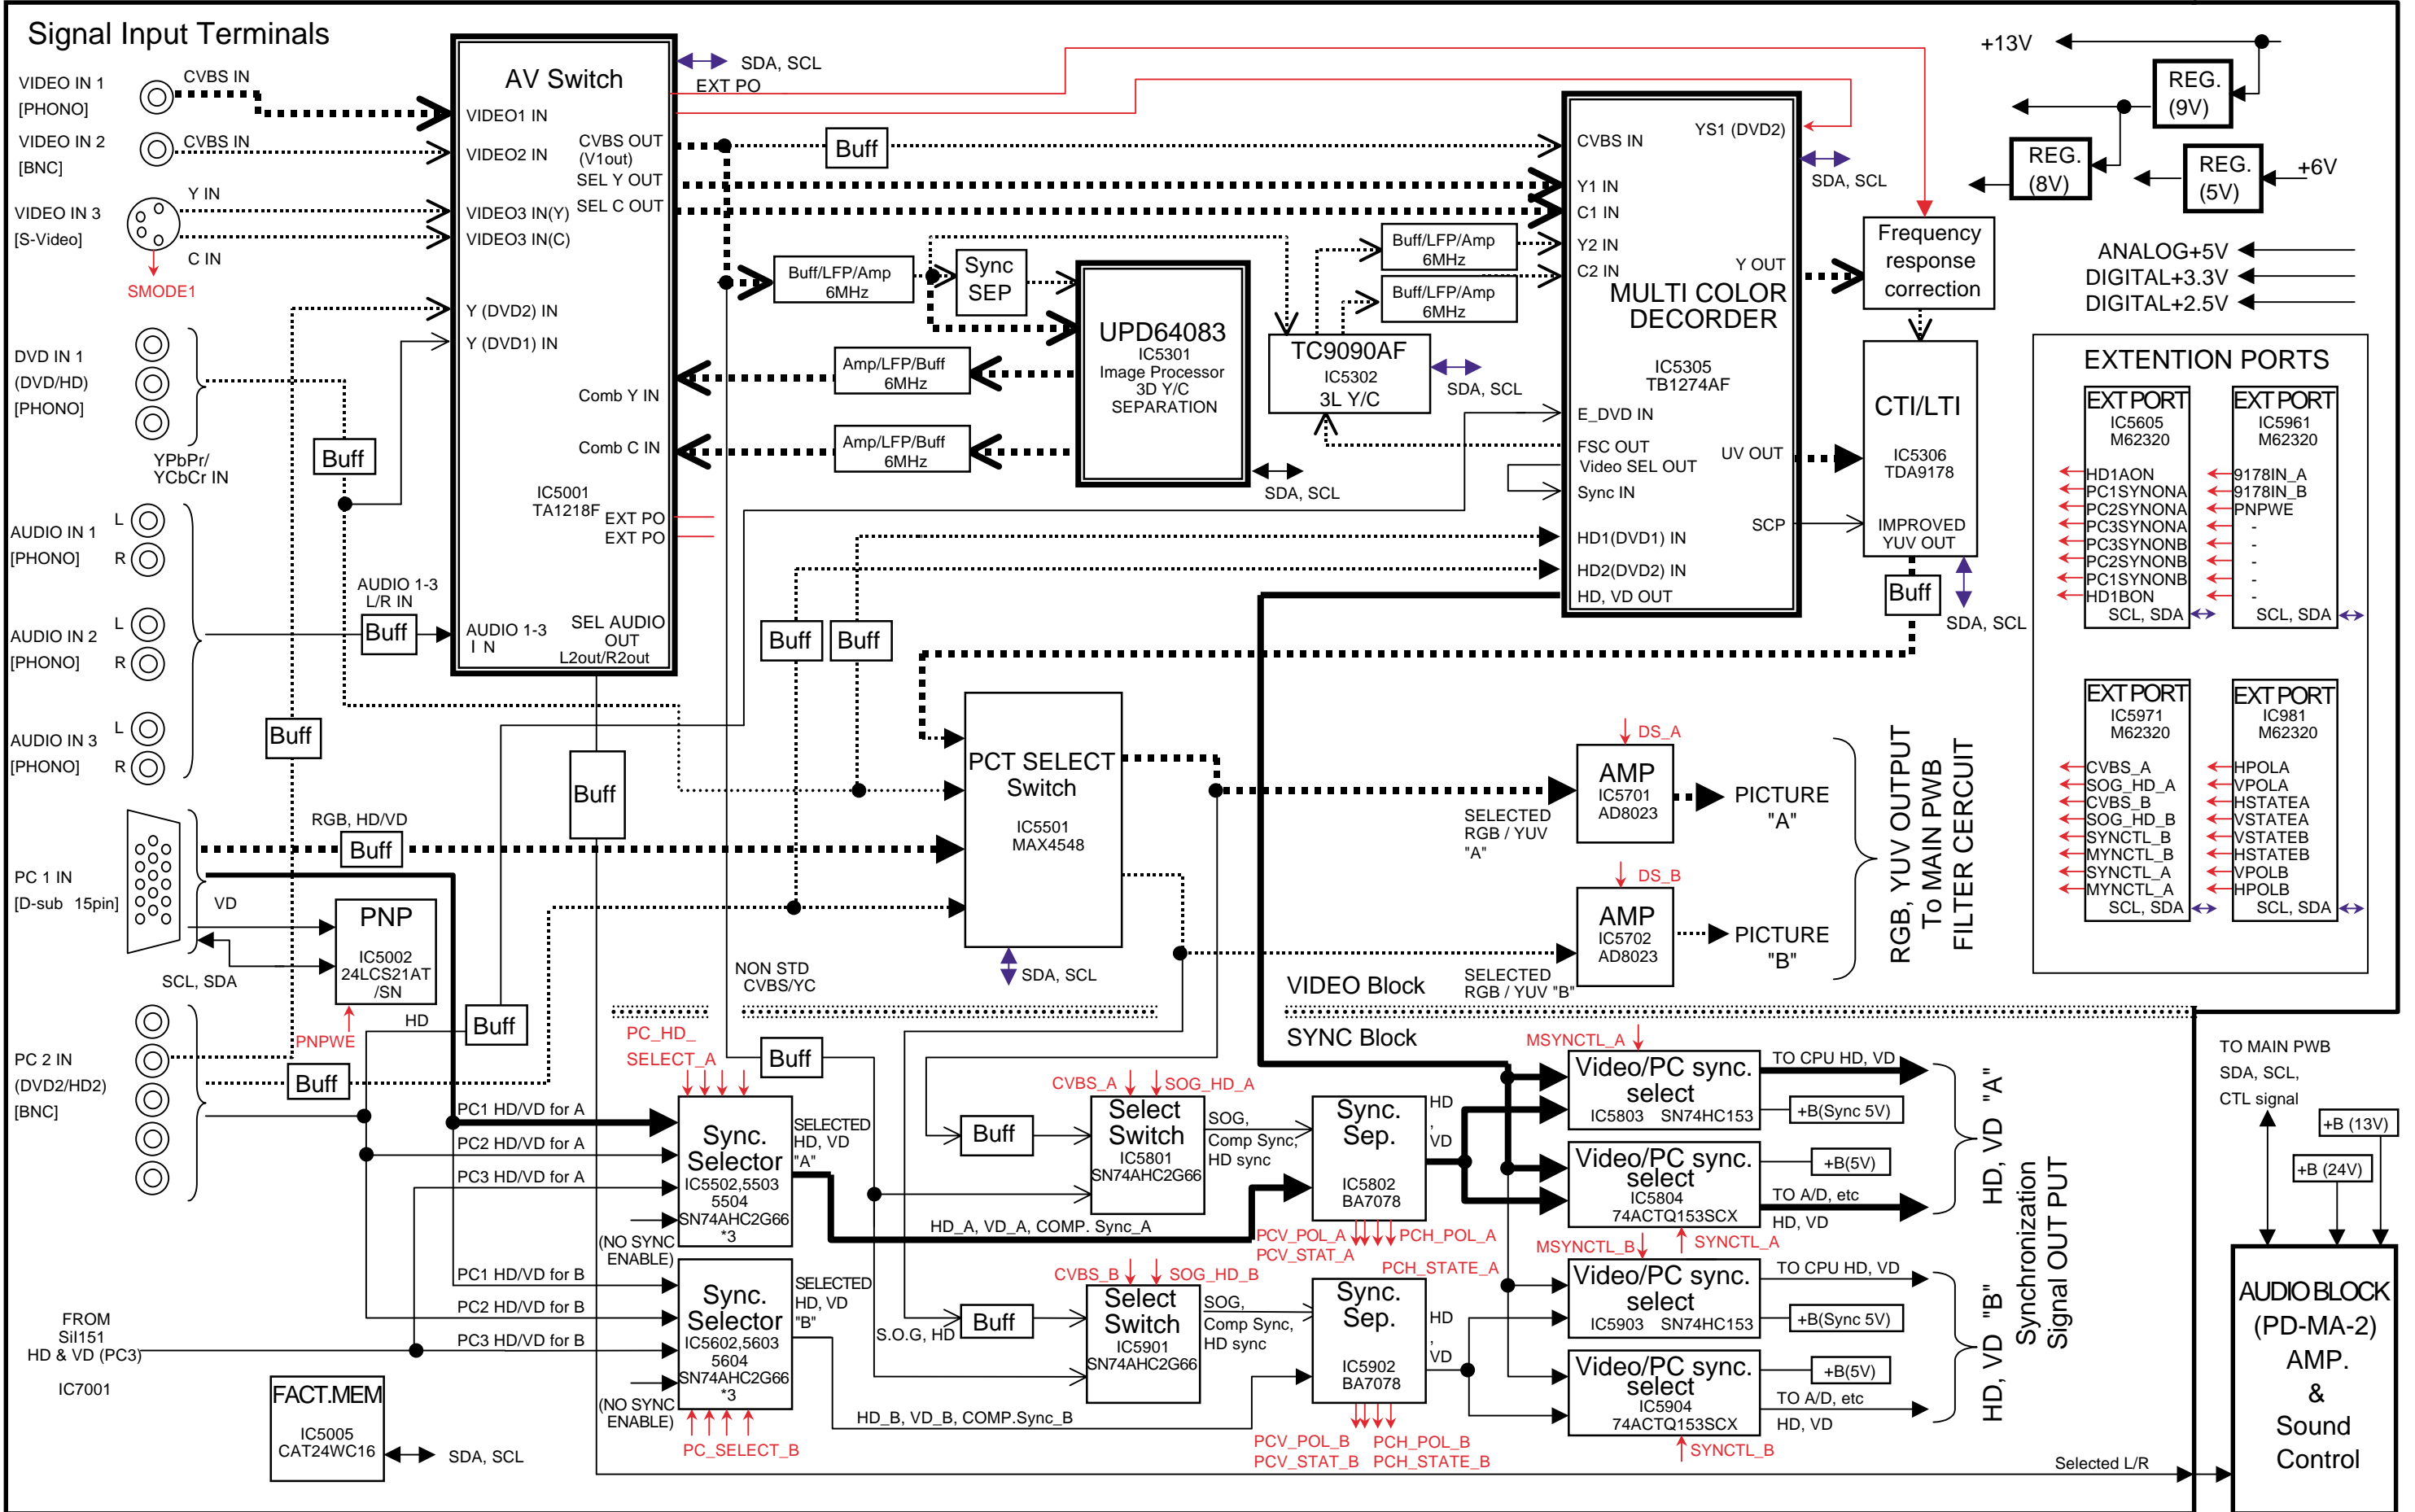 Signal Input Terminals
VIDEO IN 1
[PHONO]
CVBS IN
VIDEO IN 2
[BNC]
CVBS IN
VIDEO IN 3
[S-Video]
Y IN
C IN
SMODE1
DVD IN 1
(DVD/HD)
[PHONO]
YPbPr/
YCbCr IN
Buff
AUDIO IN 1
[PHONO]
L
R
AUDIO IN 2
[PHONO]
L
R
AUDIO IN 3
[PHONO]
L
R
AUDIO 1-3
L/R IN
Buff
Buff
PC 1 IN
[D-sub 15pin]
RGB, HD/VD
Buff
VD
SCL, SDA
PNP
IC5002
24LCS21AT
/SN
PNPWE
PC 2 IN
(DVD2/HD2)
[BNC]
HD
Buff
Buff
FROM
SiI151
HD & VD (PC3)
IC7001
FACT.MEM
IC5005
CAT24WC16
SDA, SCL
AV Switch
VIDEO1 IN
VIDEO2 IN
VIDEO3 IN(Y)
VIDEO3 IN(C)
Y (DVD2) IN
Y (DVD1) IN
CVBS OUT
(V1out)
SEL Y OUT
SEL C OUT
Comb Y IN
Comb C IN
IC5001
TA1218F
EXT PO
EXT PO
AUDIO 1-3
I N
SEL AUDIO
OUT
L2out/R2out
SDA, SCL
EXT PO
Buff
Buff/LFP/Amp
6MHz
Sync
SEP
UPD64083
IC5301
Image Processor
3D Y/C
SEPARATION
SDA, SCL
Amp/LFP/Buff
6MHz
Amp/LFP/Buff
6MHz
Buff/LFP/Amp
6MHz
Buff/LFP/Amp
6MHz
TC9090AF
IC5302
3L Y/C
SDA, SCL
CVBS IN
Y1 IN
C1 IN
Y2 IN
C2 IN
YS1 (DVD2)
Y OUT
MULTI COLOR
DECORDER
IC5305
TB1274AF
E_DVD IN
FSC OUT
Video SEL OUT
Sync IN
UV OUT
SCP
HD1(DVD1) IN
HD2(DVD2) IN
HD, VD OUT
SDA, SCL
Frequency
response
correction
CTI/LTI
IC5306
TDA9178
IMPROVED
YUV OUT
Buff
SDA, SCL
+13V
REG.
(9V)
REG.
(8V)
REG.
(5V)
+6V
ANALOG+5V
DIGITAL+3.3V
DIGITAL+2.5V
EXTENTION PORTS
EXT PORT
IC5605
M62320
HD1AON
PC1SYNONA
PC2SYNONA
PC3SYNONA
PC3SYNONB
PC2SYNONB
PC1SYNONB
HD1BON
SCL, SDA
EXT PORT
IC5961
M62320
9178IN_A
9178IN_B
PNPWE
-
-
-
-
-
SCL, SDA
EXT PORT
IC5971
M62320
CVBS_A
SOG_HD_A
CVBS_B
SOG_HD_B
SYNCTL_B
MYNCTL_B
SYNCTL_A
MYNCTL_A
SCL, SDA
EXT PORT
IC981
M62320
HPOLA
VPOLA
HSTATEA
VSTATEA
VSTATEB
HSTATEB
VPOLB
HPOLB
SCL, SDA
Buff
Buff
Buff
PCT SELECT
Switch
IC5501
MAX4548
SDA, SCL
SELECTED
RGB / YUV
"A"
DS_A
AMP
IC5701
AD8023
PICTURE
"A"
SELECTED
RGB / YUV "B"
DS_B
AMP
IC5702
AD8023
PICTURE
"B"
RGB, YUV OUTPUT
To MAIN PWB
FILTER CERCUIT
NON STD
CVBS/YC
VIDEO Block
SYNC Block
PC_HD_
SELECT_A
Buff
PC1 HD/VD for A
PC2 HD/VD for A
PC3 HD/VD for A
Sync.
Selector
IC5502,5503
5504
SN74AHC2G66
*3
(NO SYNC
ENABLE)
SELECTED
HD, VD
"A"
PC1 HD/VD for B
PC2 HD/VD for B
PC3 HD/VD for B
Sync.
Selector
IC5602,5603
5604
SN74AHC2G66
*3
(NO SYNC
ENABLE)
SELECTED
HD, VD
"B"
PC_SELECT_B
HD_A, VD_A, COMP. Sync_A
HD_B, VD_B, COMP.Sync_B
S.O.G, HD
Buff
Buff
CVBS_A
SOG_HD_A
Select
Switch
IC5801
SN74AHC2G66
SOG,
Comp Sync,
HD sync
CVBS_B
SOG_HD_B
Select
Switch
IC5901
SN74AHC2G66
SOG,
Comp Sync,
HD sync
Sync.
Sep.
IC5802
BA7078
HD
,
VD
PCV_POL_A
PCV_STAT_A
PCH_POL_A
PCH_STATE_A
Sync.
Sep.
IC5902
BA7078
HD
,
VD
PCV_POL_B
PCV_STAT_B
PCH_POL_B
PCH_STATE_B
MSYNCTL_A
Video/PC sync.
select
IC5803 SN74HC153
TO CPU HD, VD
+B(Sync 5V)
Video/PC sync.
select
IC5804
74ACTQ153SCX
+B(5V)
TO A/D, etc
HD, VD
SYNCTL_A
MSYNCTL_B
Video/PC sync.
select
IC5903 SN74HC153
TO CPU HD, VD
+B(Sync 5V)
Video/PC sync.
select
IC5904
74ACTQ153SCX
+B(5V)
TO A/D, etc
HD, VD
SYNCTL_B
HD, VD "A"
HD, VD "B"
Synchronization
Signal OUT PUT
Selected L/R
TO MAIN PWB
SDA, SCL,
CTL signal
+B (13V)
+B (24V)
AUDIO BLOCK
(PD-MA-2)
AMP.
&
Sound
Control